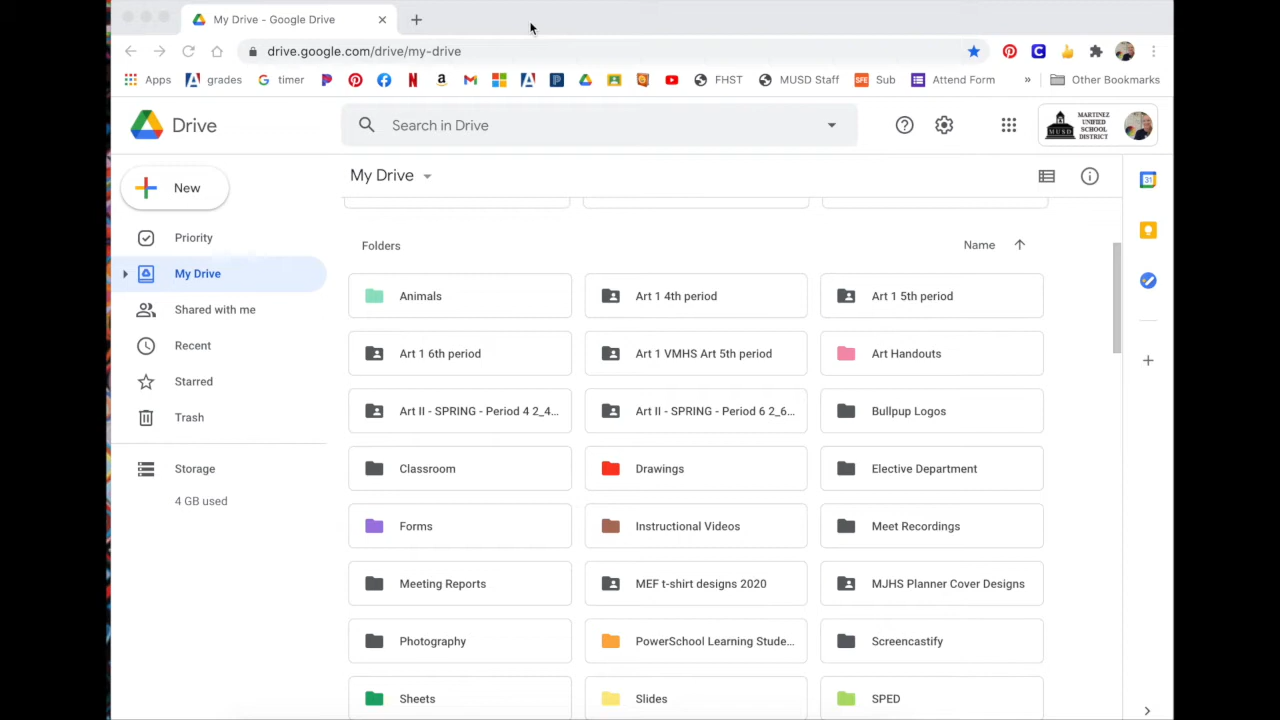 My Drive - Google Drive
drive.google.com/drive/my-drive
Apps grades timer FHST MUSD Staff Sub Attend Form » Other Bookmarks
Drive
Search in Drive
MARTINEZ
UNIFIED
SCHOOL
DISTRICT
MUSD
New
My Drive
31
Priority
Folders
Name
My Drive
Shared with me
Recent
Starred
Trash
Storage
4 GB used
Animals
Art 1 4th period
Art 1 5th period
Art 1 6th period
Art 1 VMHS Art 5th period
Art Handouts
Art II - SPRING - Period 4 2_4...
Art II - SPRING - Period 6 2_6...
Bullpup Logos
Classroom
Drawings
Elective Department
Forms
Instructional Videos
Meet Recordings
Meeting Reports
MEF t-shirt designs 2020
MJHS Planner Cover Designs
Photography
PowerSchool Learning Stude...
Screencastify
Sheets
Slides
SPED